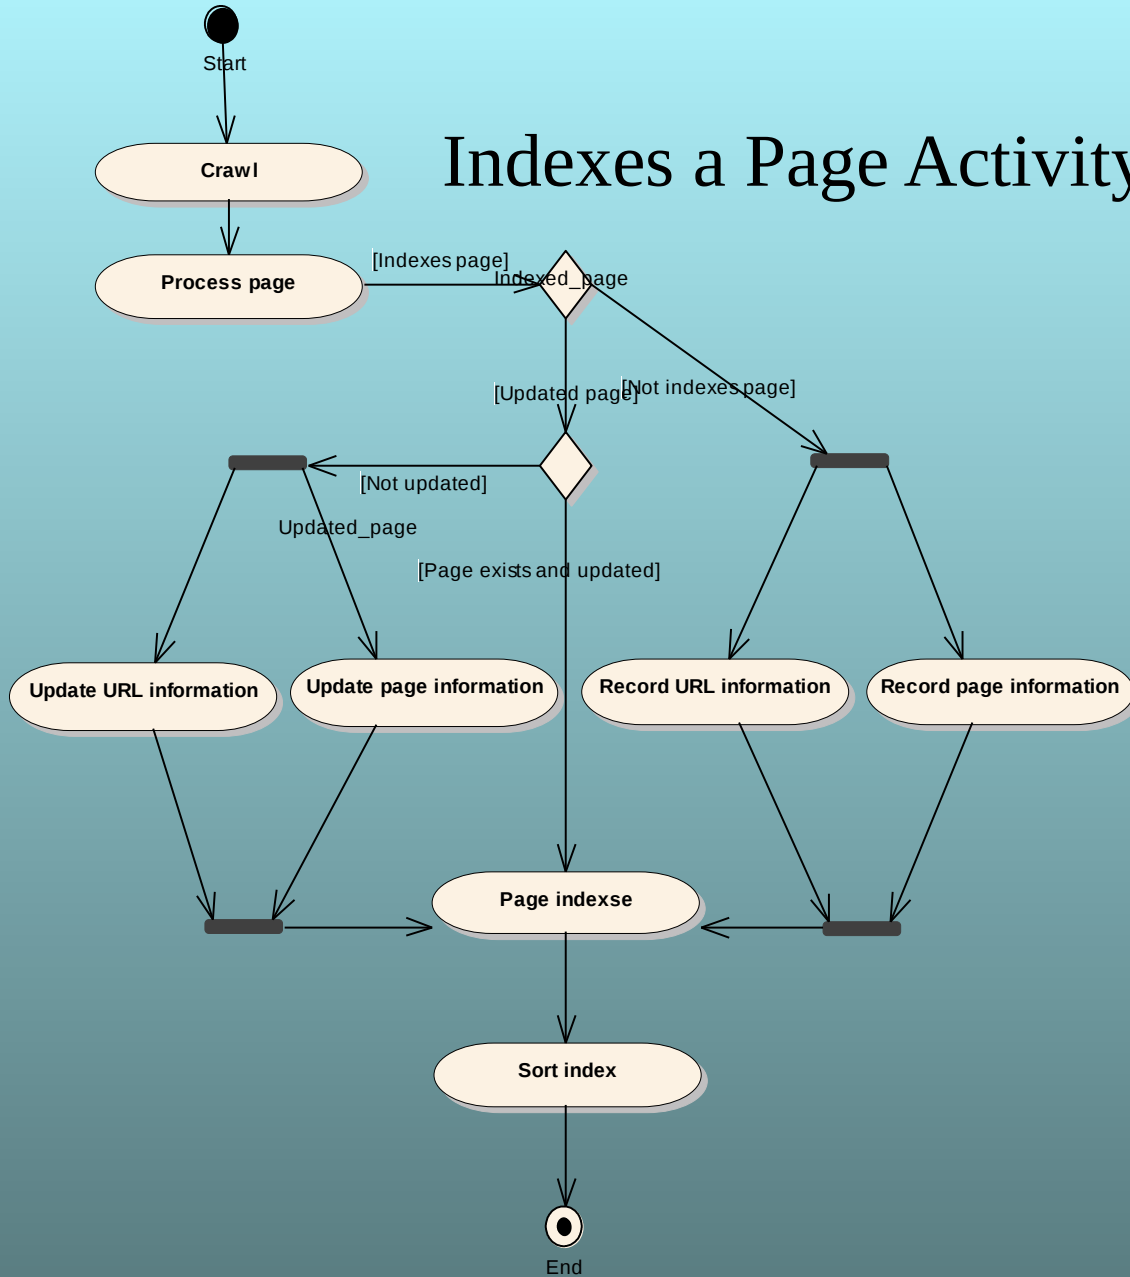 Start
Crawl
Indexes a Page Activity
[Indexes page]
Indexed_page
Process page
[Updated page]
[Not indexes page]
[Not updated]
Updated_page
[Page exists and updated]
Update URL information
Update page information
Record URL information
Record page information
Page indexse
Sort index
End